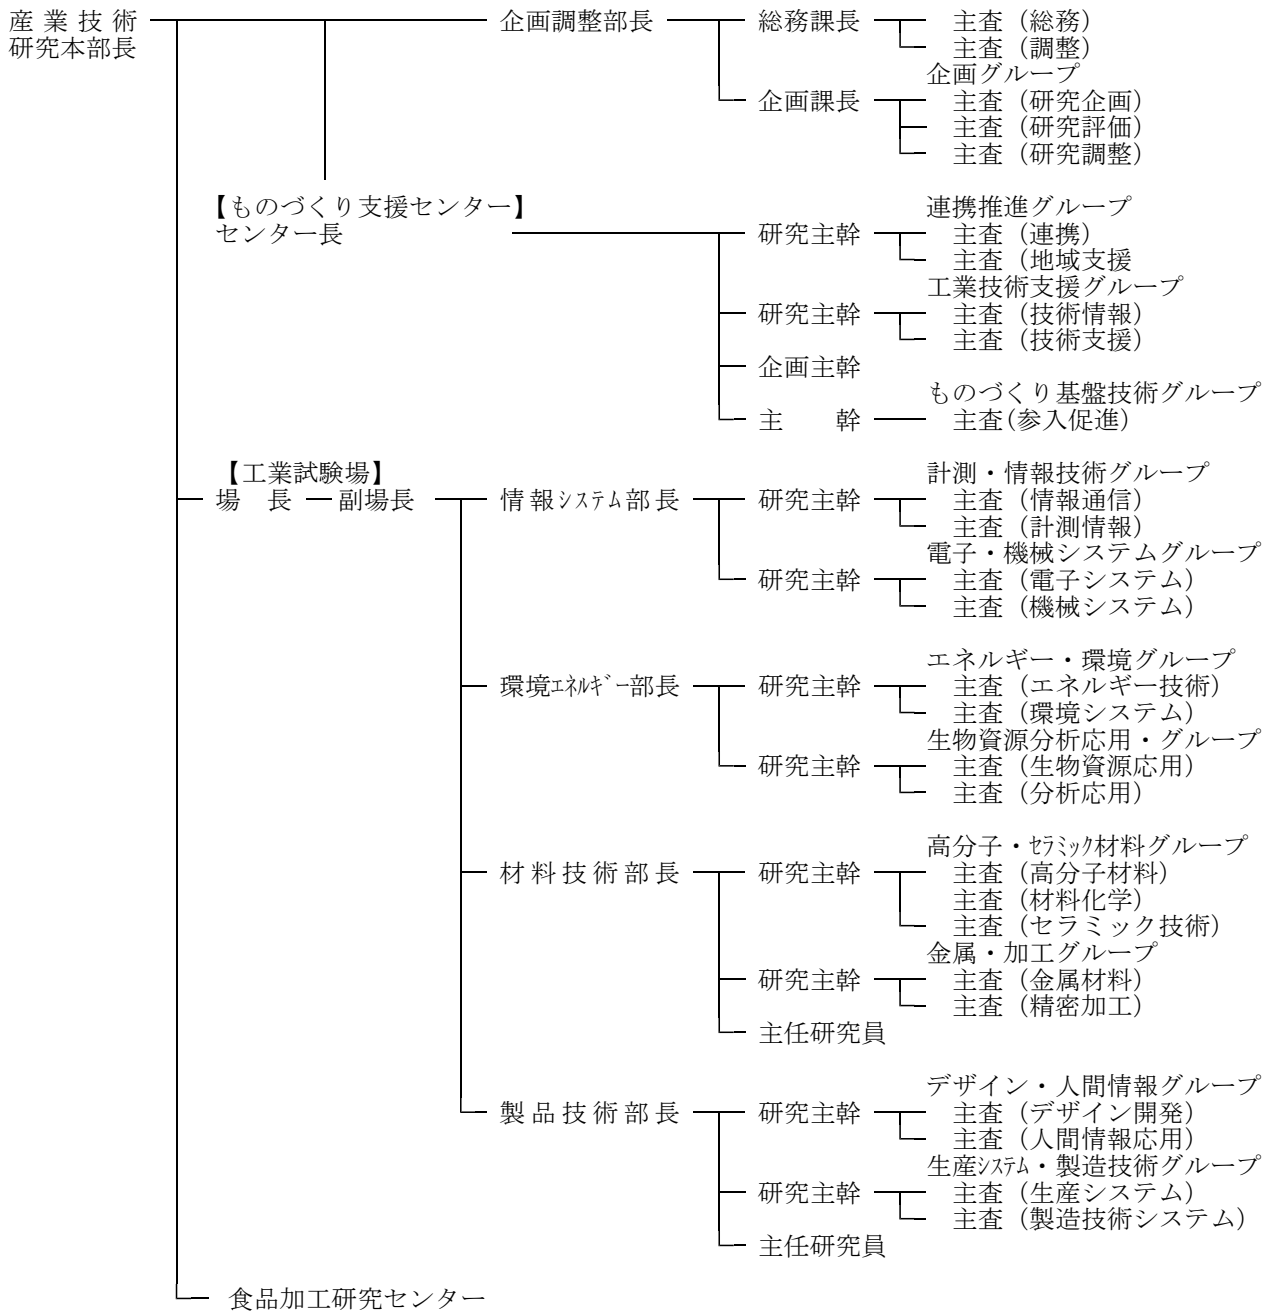 産業技術 企画調整部長 総務課長 主査（総務）
研究本部長 主査（調整）
企画グループ
企画課長 主査（研究企画）
主査（研究評価）
主査（研究調整）
【ものづくり支援センター】 連携推進グループ
センター長 研究主幹 主査（連携）
主査（地域支援
工業技術支援グループ
研究主幹 主査（技術情報）
主査（技術支援）
企画主幹
ものづくり基盤技術グループ
主　幹 主査(参入促進)
【工業試験場】 計測・情報技術グループ
場　長 副場長 情報ｼｽﾃﾑ部長 研究主幹 主査（情報通信）
主査（計測情報）
電子・機械システムグループ
研究主幹 主査（電子システム）
主査（機械システム）
エネルギー・環境グループ
環境ｴﾈﾙｷﾞｰ部長 研究主幹 主査（エネルギー技術）
主査（環境システム）
生物資源分析応用・グループ
研究主幹 主査（生物資源応用）
主査（分析応用）
高分子・ｾﾗﾐｯｸ材料グループ
材料技術部長 研究主幹 主査（高分子材料）
主査（材料化学）
主査（セラミック技術）
金属・加工グループ
研究主幹 主査（金属材料）
主査（精密加工）
主任研究員
デザイン・人間情報グループ
製品技術部長 研究主幹 主査（デザイン開発）
主査（人間情報応用）
生産ｼｽﾃﾑ・製造技術グループ
研究主幹 主査（生産システム）
主査（製造技術システム）
主任研究員
食品加工研究センター